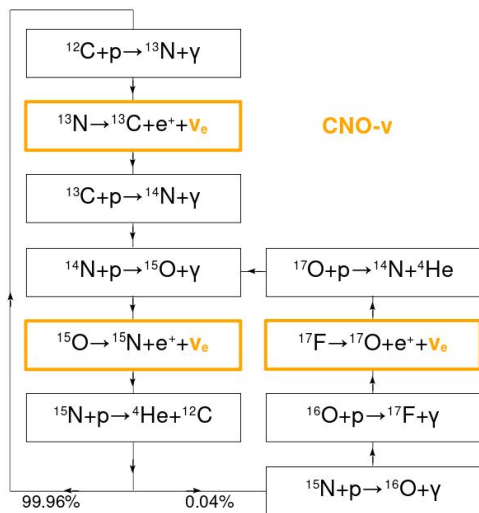 ¹²C+p→¹³N+γ
¹³N→¹³C+e⁺+νₑ
CNO-ν
¹³C+p→¹⁴N+γ
¹⁴N+p→¹⁵O+γ
¹⁷O+p→¹⁴N+⁴He
¹⁵O→¹⁵N+e⁺+νₑ
¹⁷F→¹⁷O+e⁺+νₑ
¹⁵N+p→⁴He+¹²C
¹⁶O+p→¹⁷F+γ
99.96%
0.04%
¹⁵N+p→¹⁶O+γ